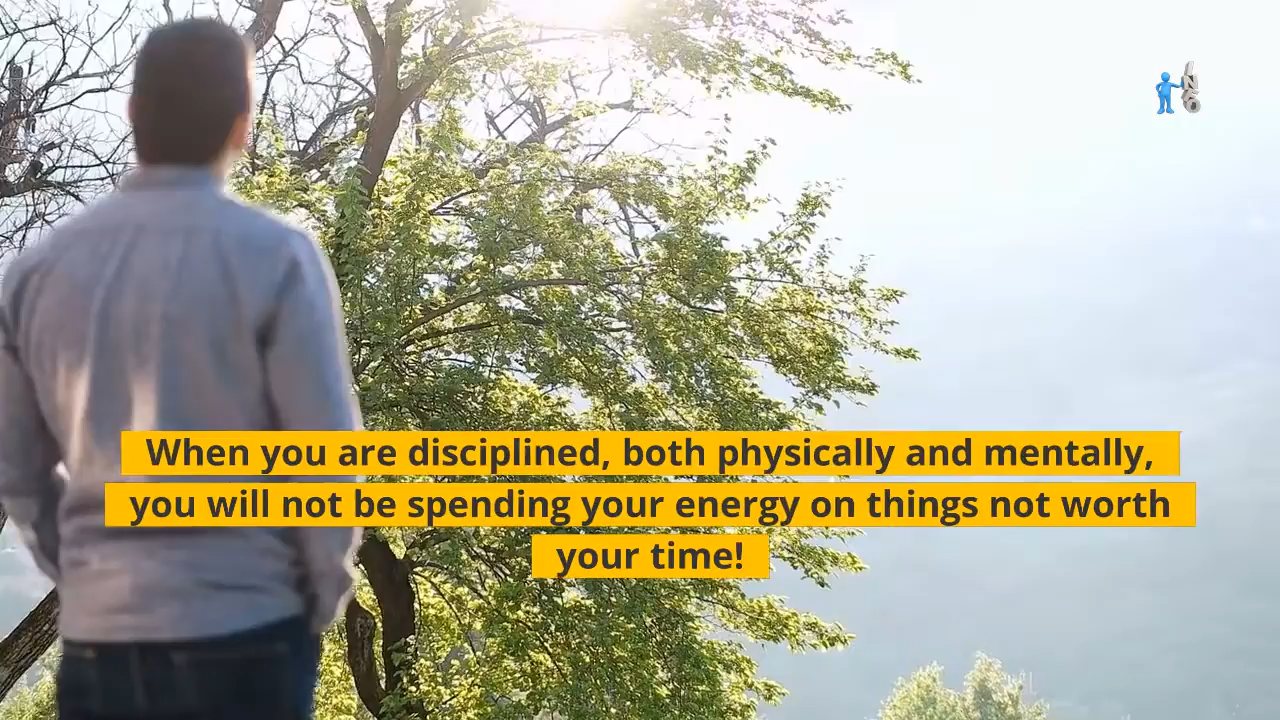 When you are disciplined, both physically and mentally,
you will not be spending your energy on things not worth
your time!